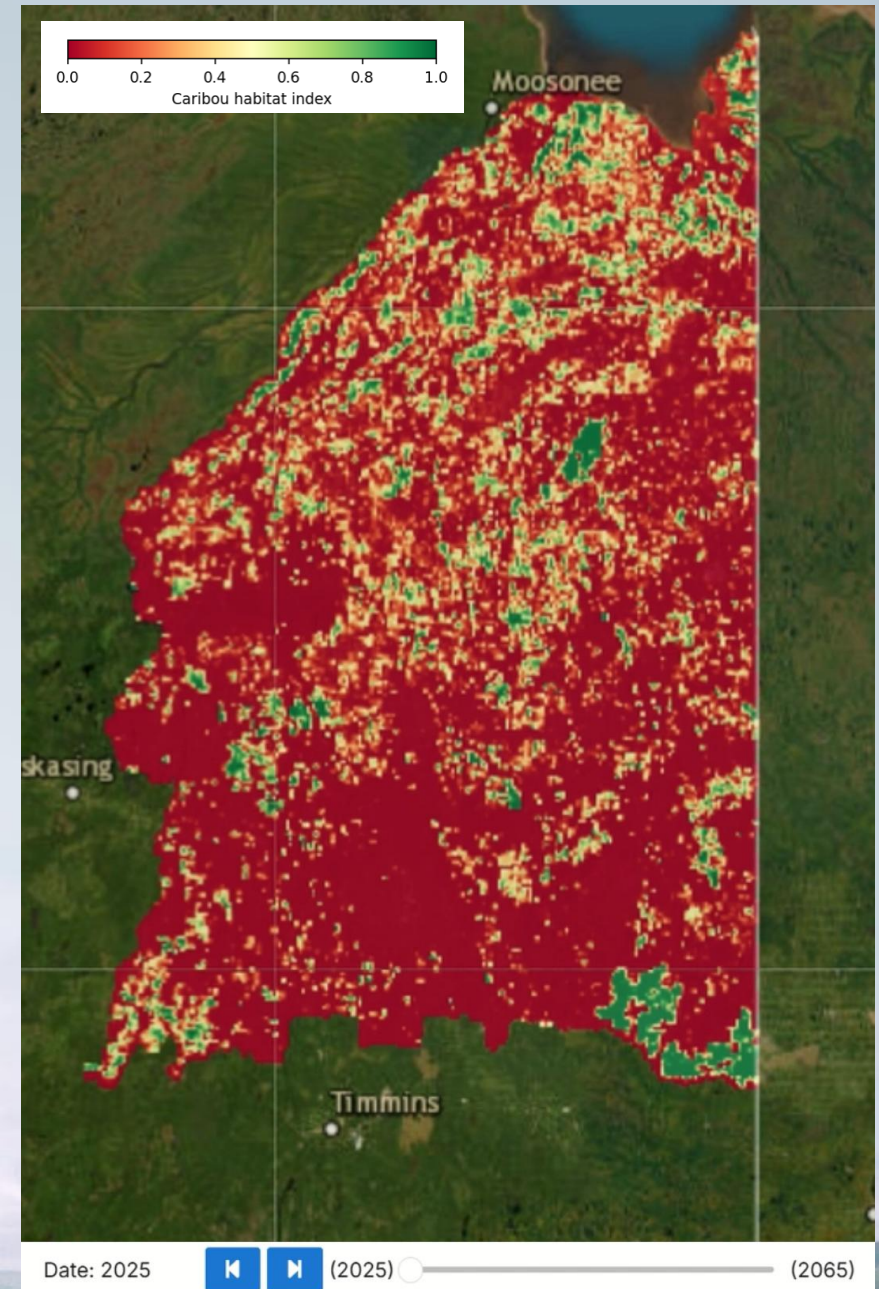 0.0 0.2 0.4 0.6 0.8 1.0
Caribou habitat index
Moosonee
skasing
Timmins
Date: 2025 (2025) (2065)